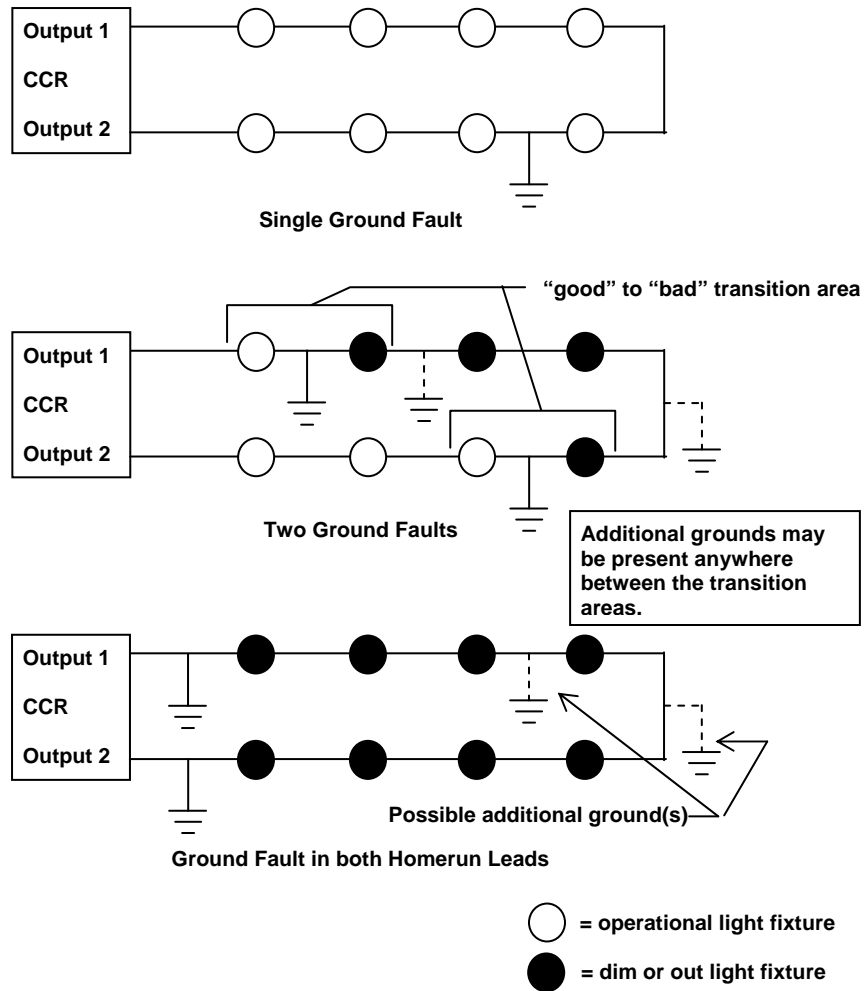 Output 1
CCR
Output 2
Single Ground Fault
“good” to “bad” transition area
Output 1
CCR
Output 2
Two Ground Faults
Additional grounds may
be present anywhere
between the transition
areas.
Output 1
CCR
Output 2
Possible additional ground(s)
Ground Fault in both Homerun Leads
= operational light fixture
= dim or out light fixture